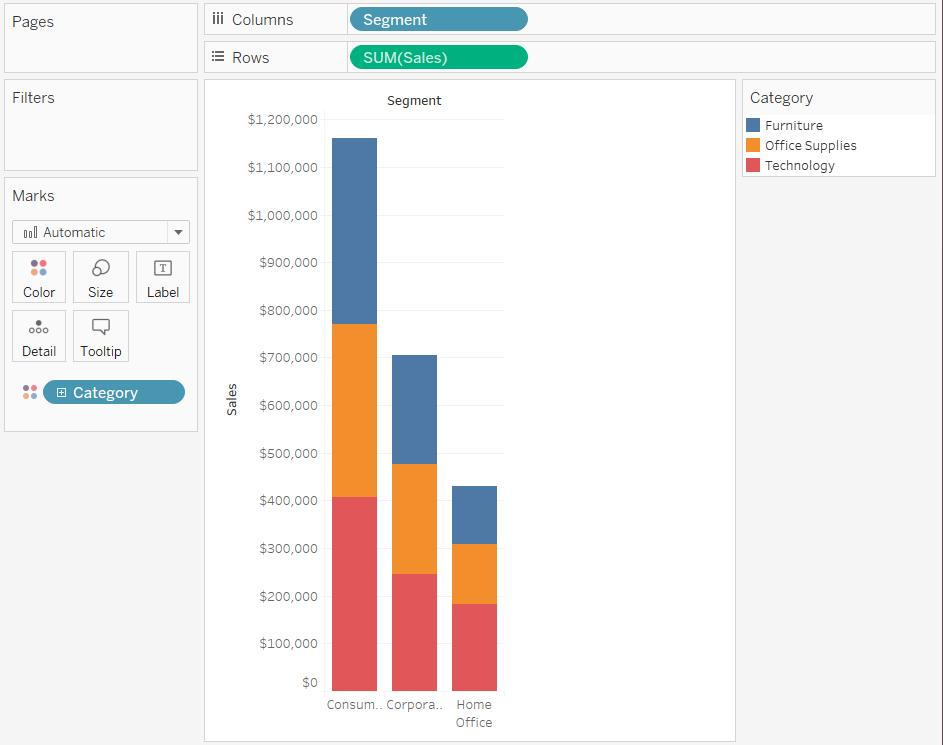 Pages
Columns
Segment
Rows
SUM(Sales)
Filters
Marks
Automatic
Color
Size
Label
Detail
Tooltip
Category
Segment
$1,200,000
$1,100,000
$1,000,000
$900,000
$800,000
$700,000
$600,000
$500,000
$400,000
$300,000
$200,000
$100,000
$0
Sales
Consum.. Corpora.. Home
Office
Category
Furniture
Office Supplies
Technology